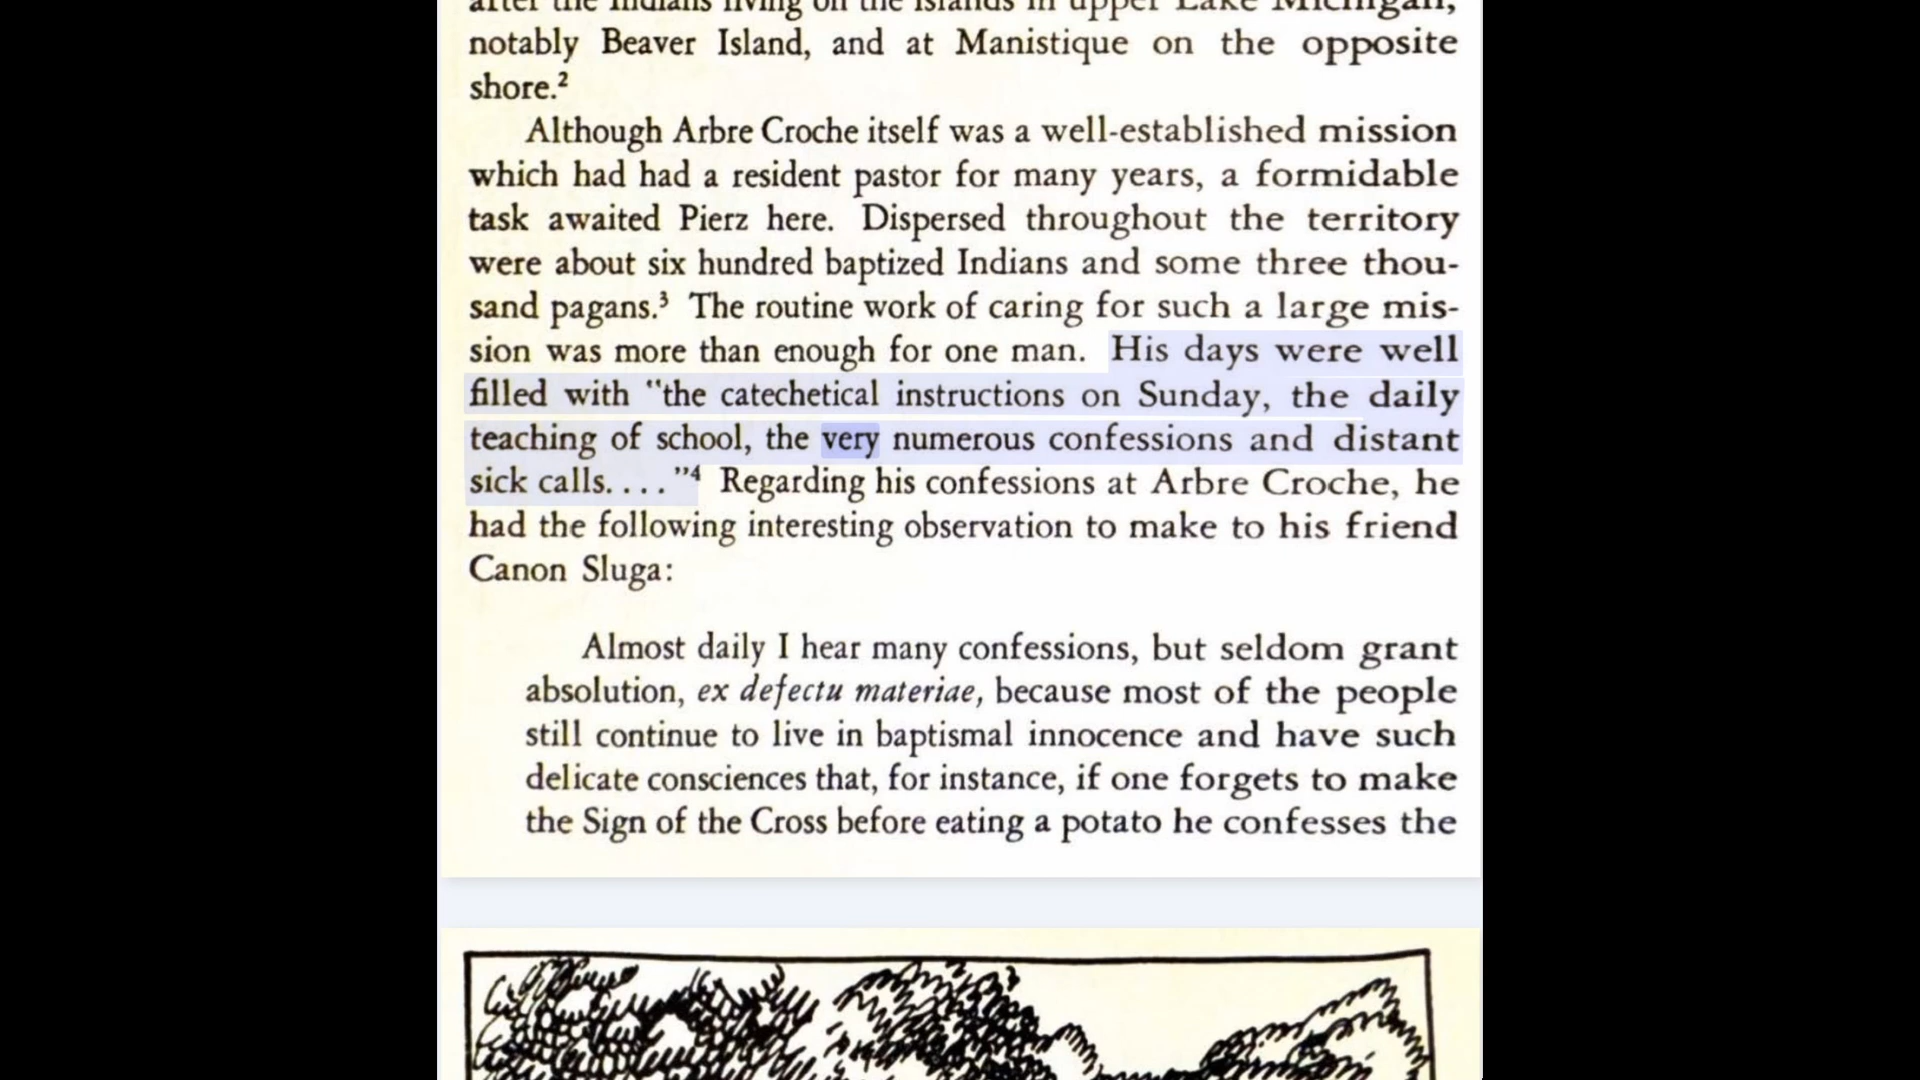 after the Indians living on the islands in upper Lake Michigan,
notably Beaver Island, and at Manistique on the opposite
shore.²
Although Arbre Croche itself was a well-established mission
which had had a resident pastor for many years, a formidable
task awaited Pierz here. Dispersed throughout the territory
were about six hundred baptized Indians and some three thou-
sand pagans.³ The routine work of caring for such a large mis-
sion was more than enough for one man. His days were well
filled with "the catechetical instructions on Sunday, the daily
teaching of school, the very numerous confessions and distant
sick calls. . . . "⁴ Regarding his confessions at Arbre Croche, he
had the following interesting observation to make to his friend
Canon Sluga:
Almost daily I hear many confessions, but seldom grant
absolution, ex defectu materiae, because most of the people
still continue to live in baptismal innocence and have such
delicate consciences that, for instance, if one forgets to make
the Sign of the Cross before eating a potato he confesses the